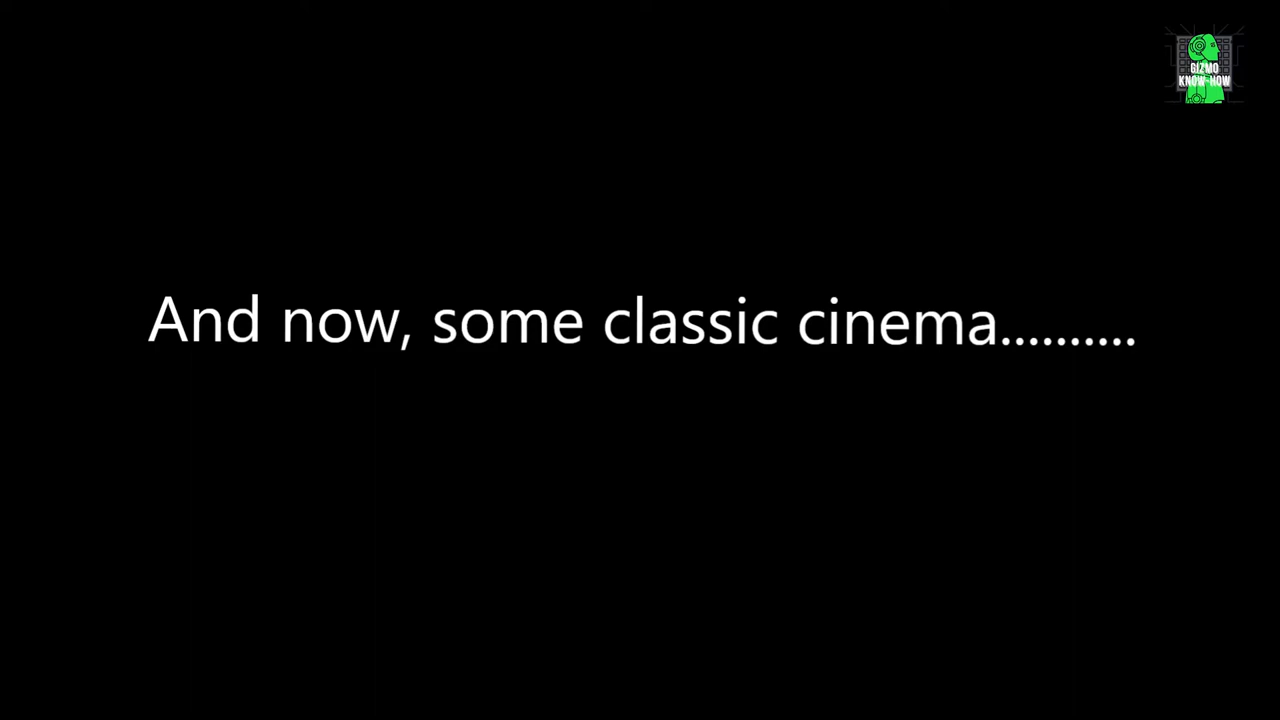 GIZMO
KNOW-HOW
And now, some classic cinema..........